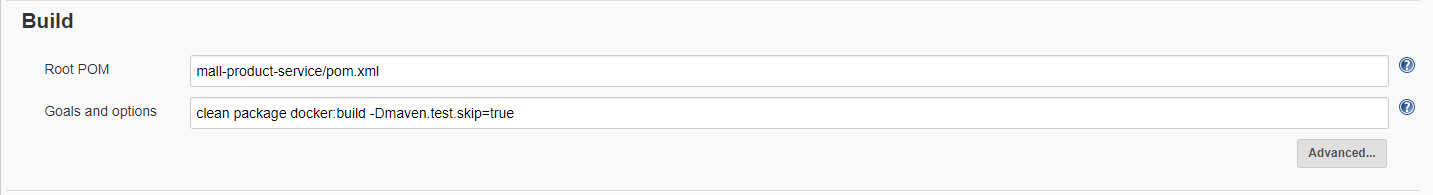 Build
Root POM
mall-product-service/pom.xml
?
Goals and options
clean package docker:build -Dmaven.test.skip=true
?
Advanced...